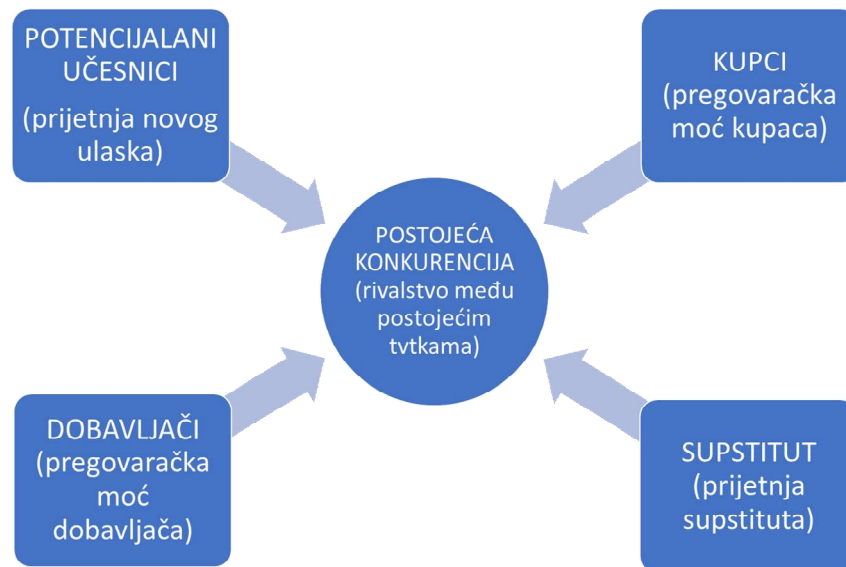 POTENCIJALANI
UČESNICI
(prijetnja novog
ulaska)
KUPCI
(pregovaračka
moć kupaca)
POSTOJEĆA
KONKURENCIJA
(rivalstvo među
postojećim
tvtkama)
DOBAVLJAČI
(pregovaračka
moć
dobavljača)
SUPSTITUT
(prijetnja
supstituta)